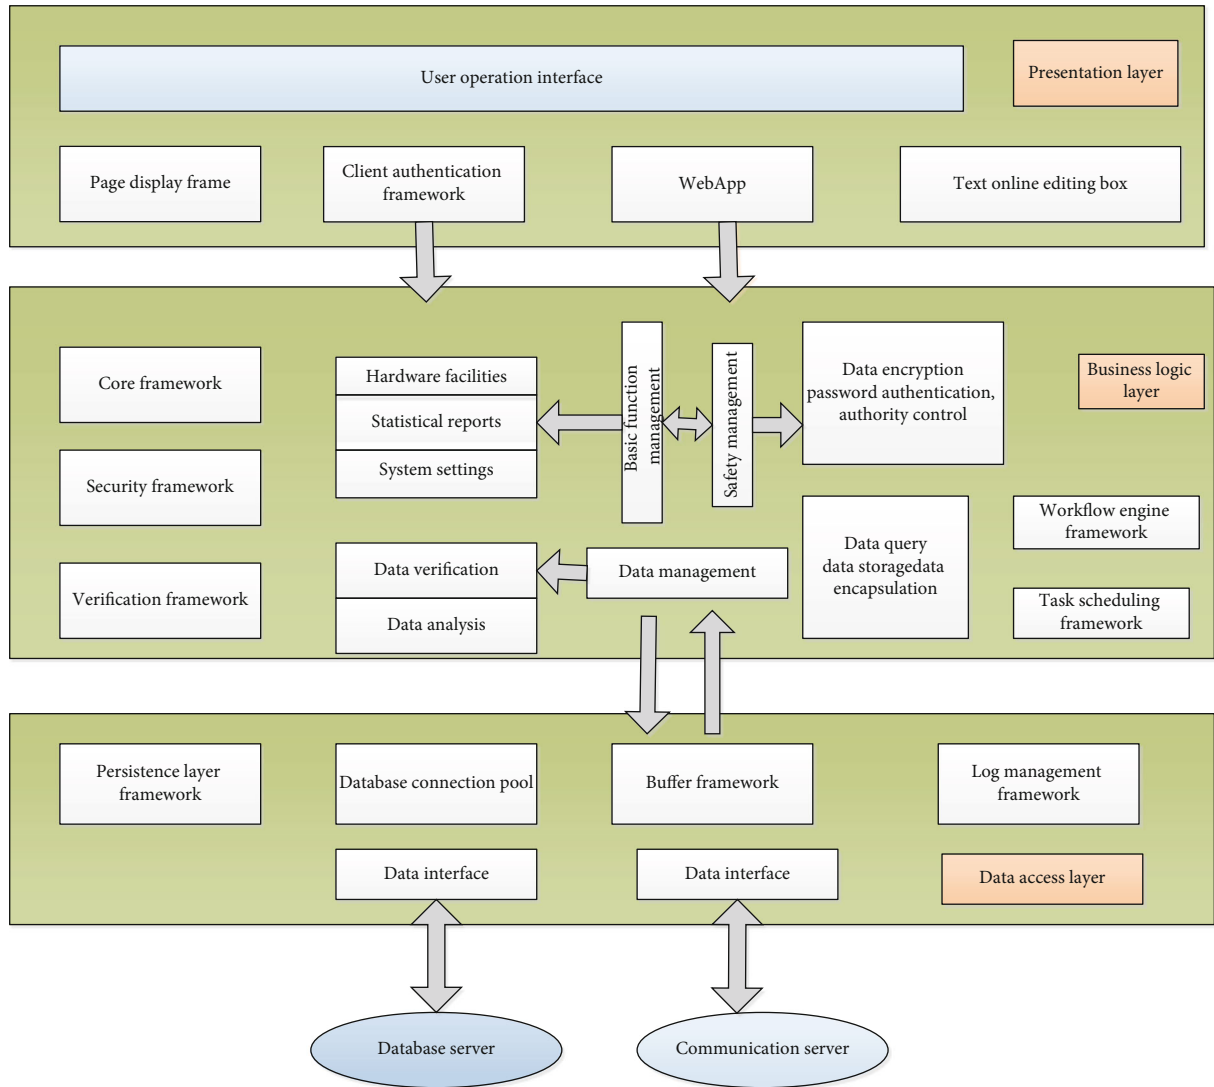 User operation interface
Presentation layer
Page display frame
Client authentication
framework
WebApp
Text online editing box
Core framework
Security framework
Verification framework
Hardware facilities
Statistical reports
System settings
Basic function
management
Safety management
Data encryption
password authentication,
authority control
Business logic
layer
Data verification
Data analysis
Data management
Data query
data storagedata
encapsulation
Workflow engine
framework
Task scheduling
framework
Persistence layer
framework
Database connection pool
Buffer framework
Log management
framework
Data interface
Data interface
Data access layer
Database server
Communication server